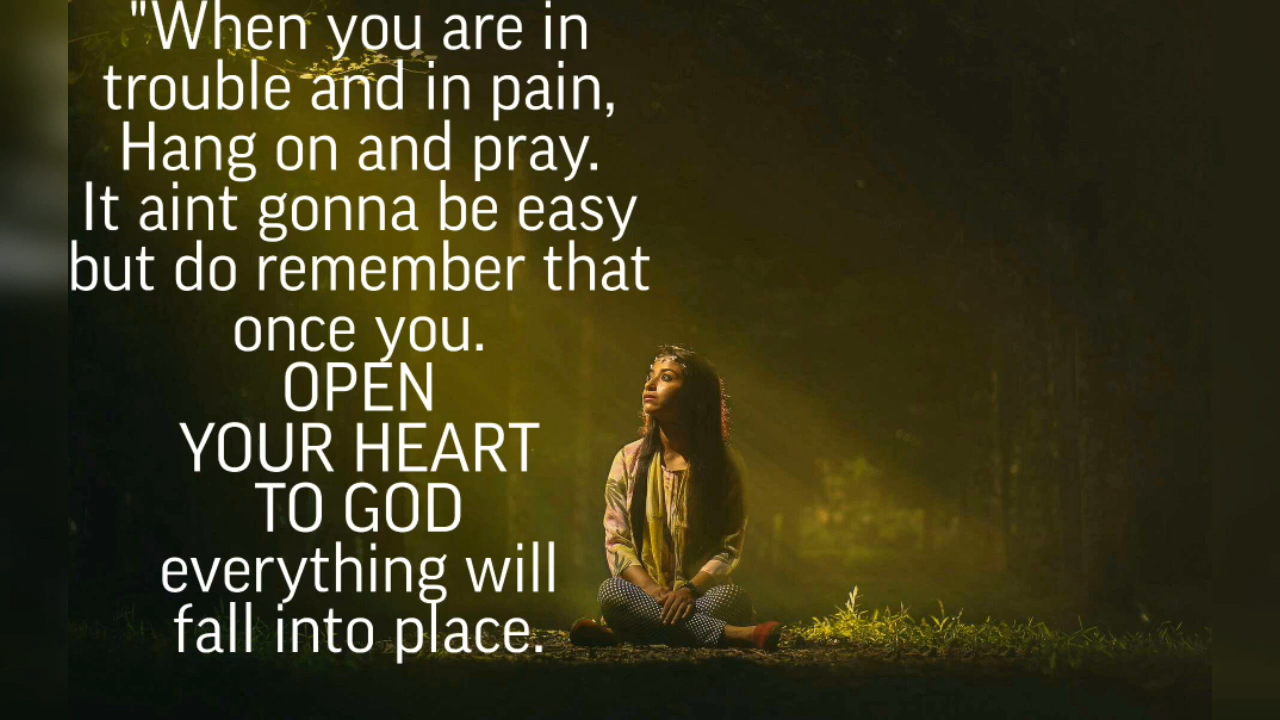 "When you are in
trouble and in pain,
Hang on and pray.
It aint gonna be easy
but do remember that
once you.
OPEN
YOUR HEART
TO GOD
everything will
fall into place.